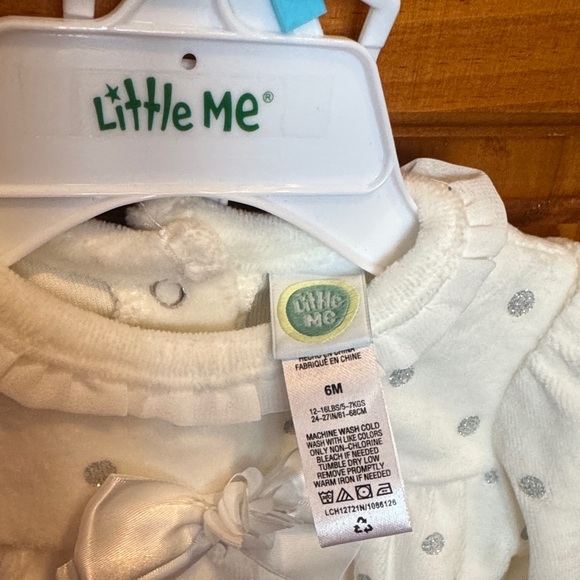 Little Me®
Little
Me
HECHO EN CHINA
FABRIQUÉ EN CHINE
6M
12-16LBS/5-7KGS
24-27IN/61-68CM
MACHINE WASH COLD
WASH WITH LIKE COLORS
ONLY NON-CHLORINE
BLEACH IF NEEDED
TUMBLE DRY LOW
REMOVE PROMPTLY
WARM IRON IF NEEDED
LCH12721N/1086126